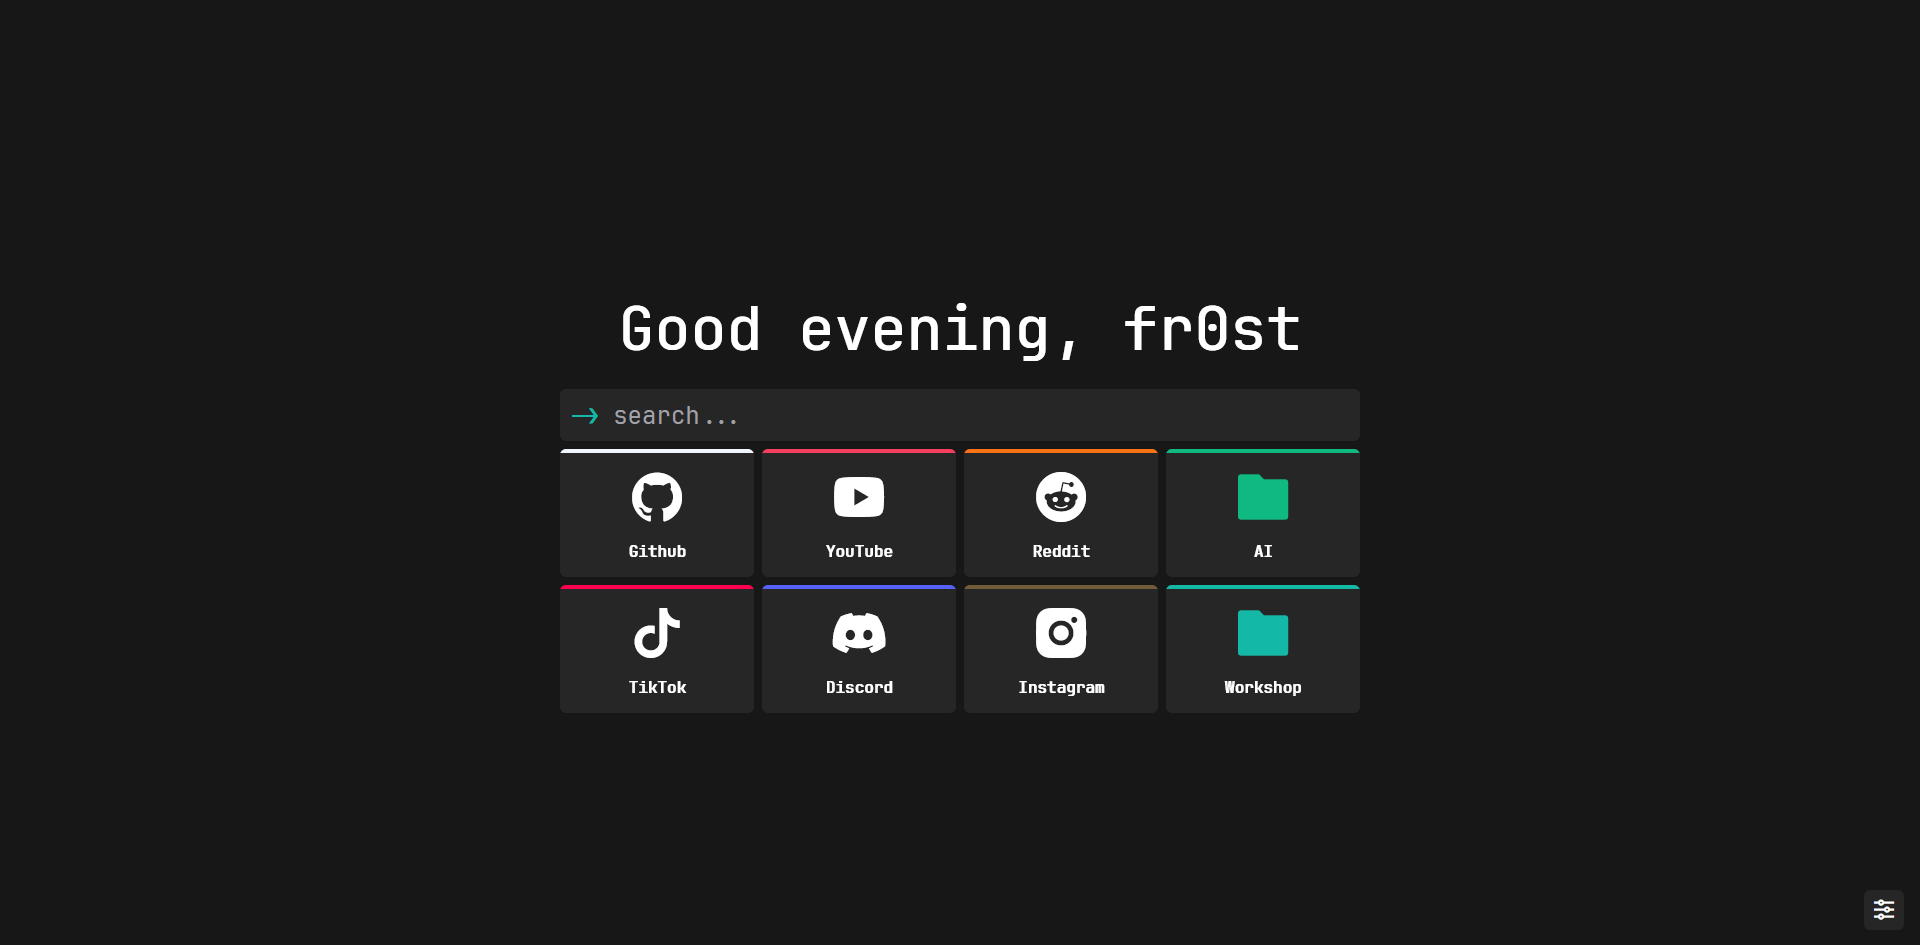 Good evening, fr0st
search...
Github
YouTube
Reddit
AI
TikTok
Discord
Instagram
Workshop